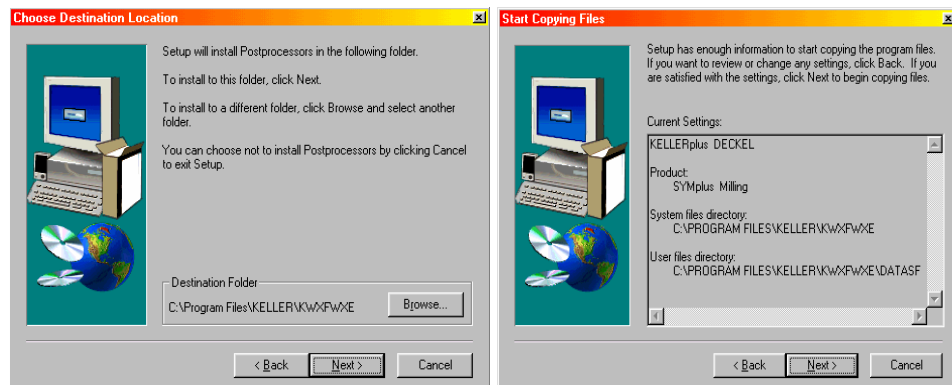 Choose Destination Location
Setup will install Postprocessors in the following folder.
To install to this folder, click Next.
To install to a different folder, click Browse and select another
folder.
You can choose not to install Postprocessors by clicking Cancel
to exit Setup.
Destination Folder
C:\Program Files\KELLER\KWXFWXE
Browse...
< Back
Next >
Cancel
Start Copying Files
Setup has enough information to start copying the program files.
If you want to review or change any settings, click Back. If you
are satisfied with the settings, click Next to begin copying files.
Current Settings:
KELLERplus DECKEL
Product:
SYMplus Milling
System files directory:
C:\PROGRAM FILES\KELLER\KWXFWXE
User files directory:
C:\PROGRAM FILES\KELLER\KWXFWXE\DATASF
< Back
Next >
Cancel